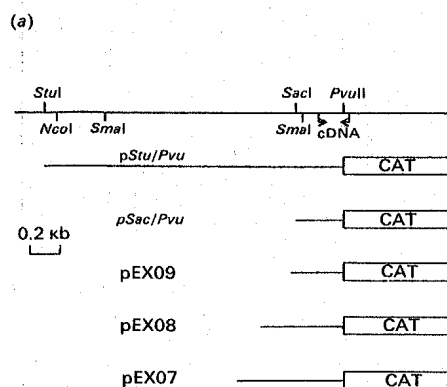 (a)
StuI SacI PvuII
NcoI SmaI SmaI cDNA
pStu/Pvu
CAT
pSac/Pvu
CAT
0.2 кb
pEX09
CAT
pEX08
CAT
pEX07
CAT